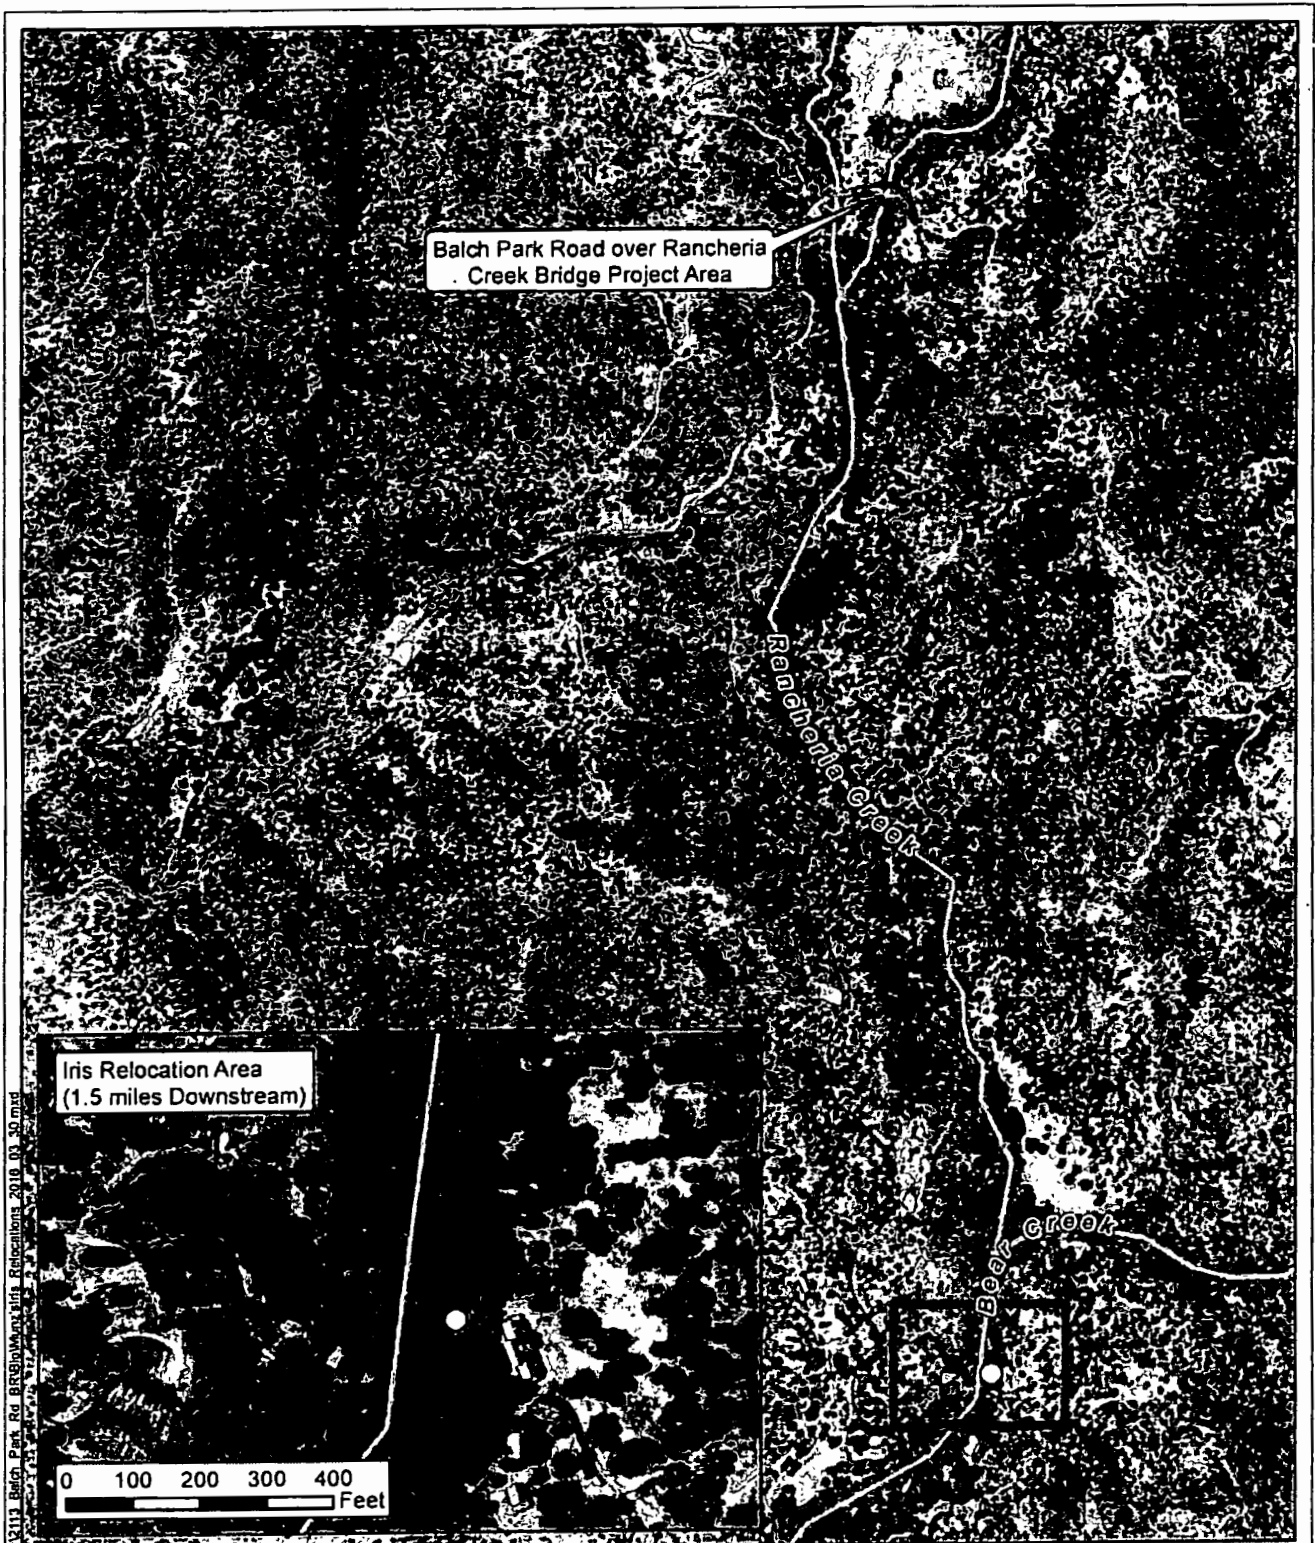 Balch Park Road over Rancheria
Creek Bridge Project Area
Rancheria Creek
Bear Creek
Iris Relocation Area
(1.5 miles Downstream)
0 100 200 300 400
Feet